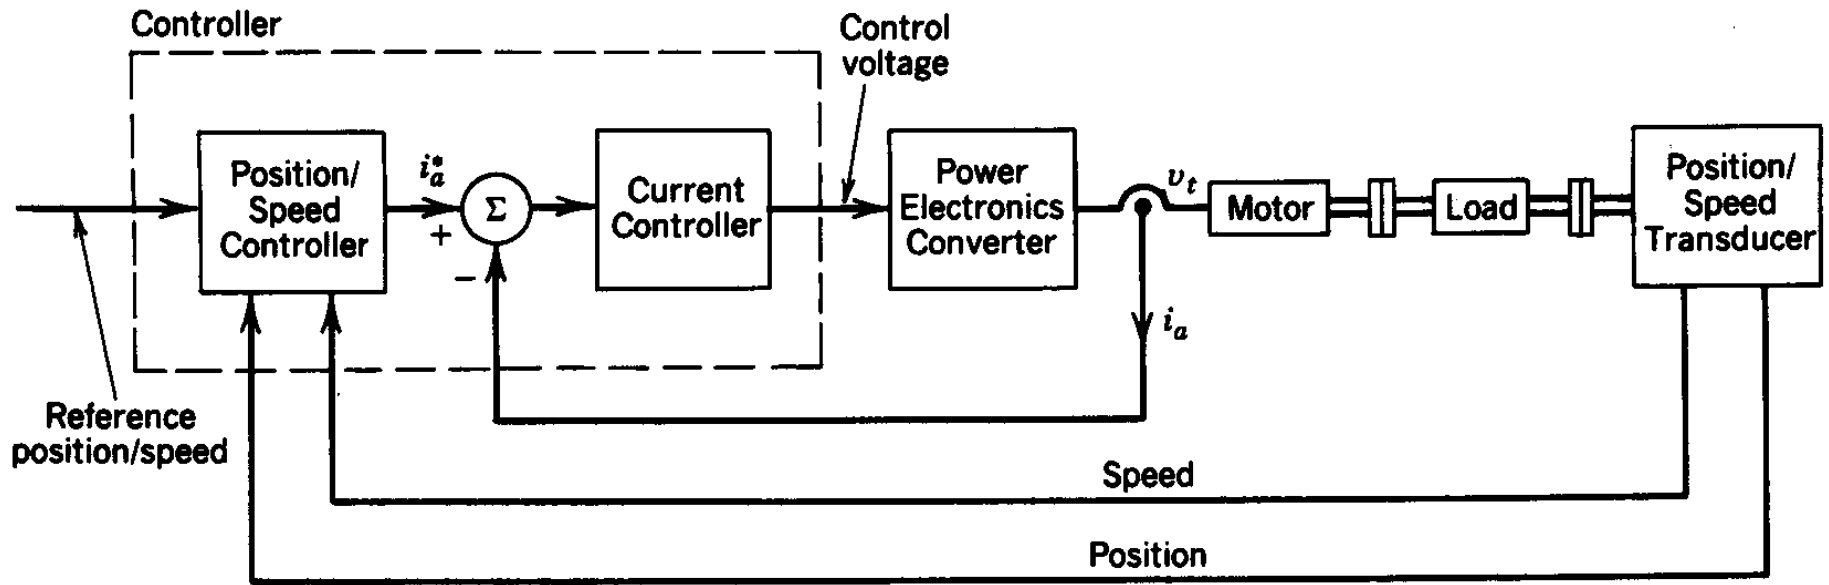 Controller
Control
voltage
Position/
Speed
Controller
i*a
+
−
Σ
Current
Controller
Power
Electronics
Converter
vt
ia
Motor
Load
Position/
Speed
Transducer
Reference
position/speed
Speed
Position